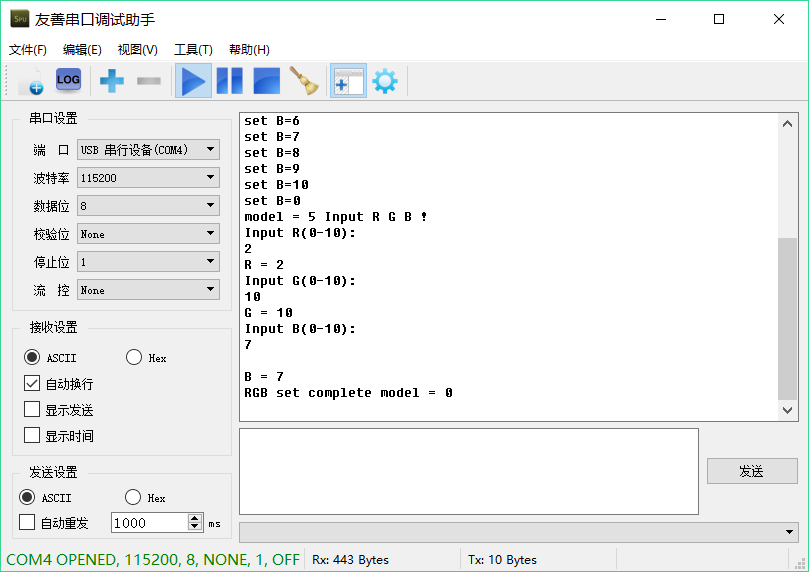 SPU 友善串口调试助手
文件(F) 编辑(E) 视图(V) 工具(T) 帮助(H)
LOG
串口设置
端 口 USB 串行设备(COM4)
波特率 115200
数据位 8
校验位 None
停止位 1
流 控 None
接收设置
ASCII Hex
自动换行
显示发送
显示时间
发送设置
ASCII Hex
自动重发 1000 ms
set B=6
set B=7
set B=8
set B=9
set B=10
set B=0
model = 5 Input R G B !
Input R(0-10):
2
R = 2
Input G(0-10):
10
G = 10
Input B(0-10):
7
B = 7
RGB set complete model = 0
发送
COM4 OPENED, 115200, 8, NONE, 1, OFF Rx: 443 Bytes Tx: 10 Bytes